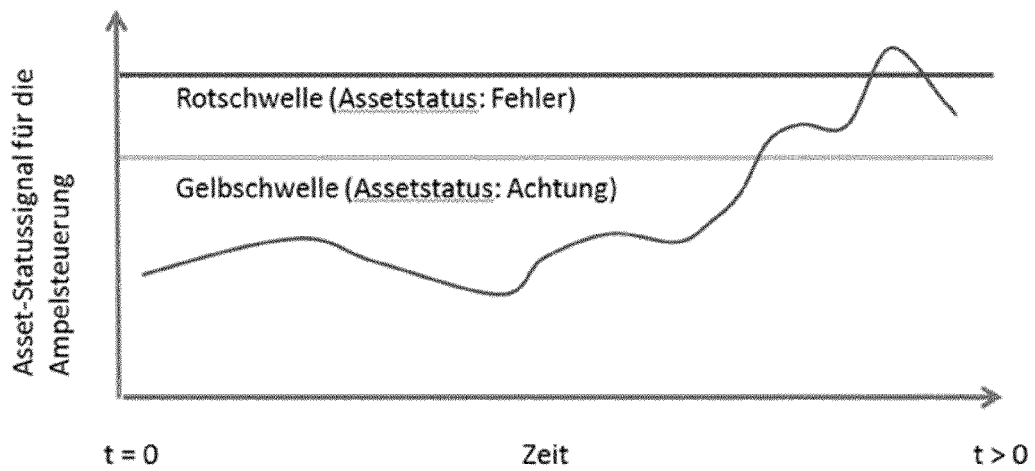 Asset-Statussignal für die
Ampelsteuerung
Rotschwelle (Assetstatus: Fehler)
Gelbschwelle (Assetstatus: Achtung)
t = 0
Zeit
t > 0